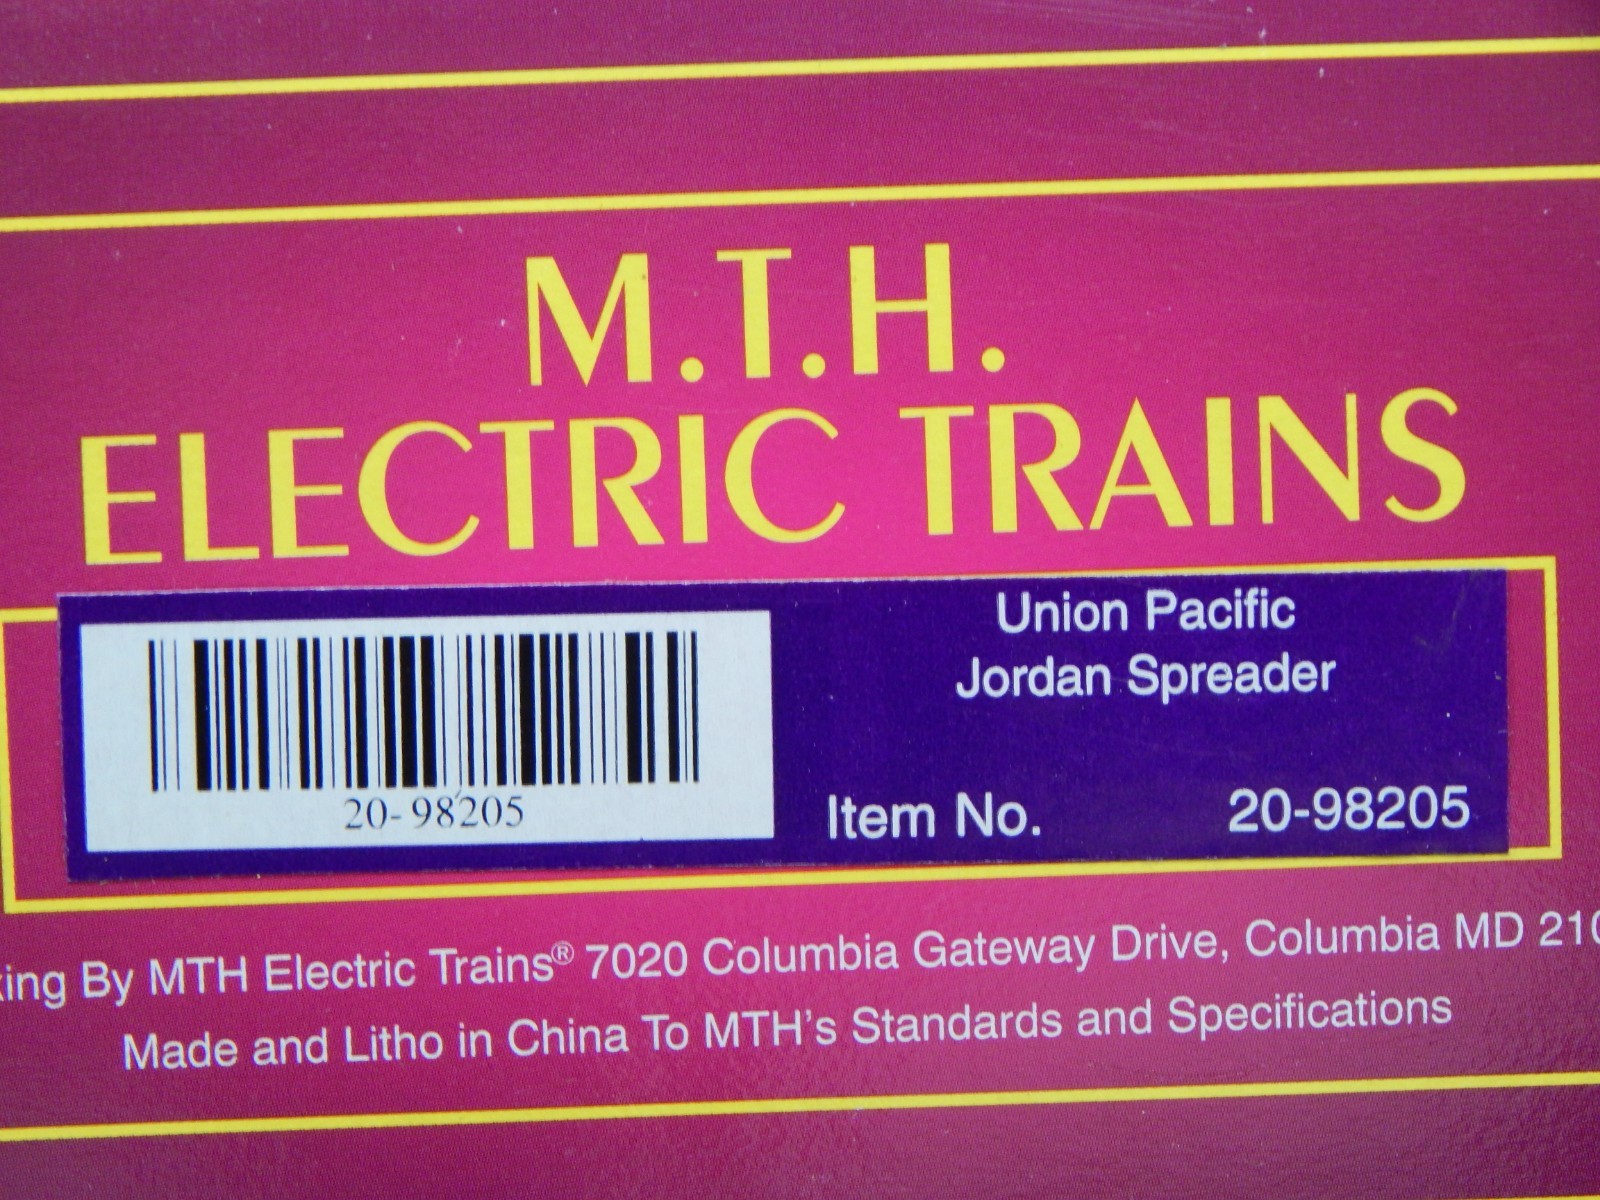 M.T.H.
ELECTRIC TRAINS
Union Pacific
Jordan Spreader
20-98205
Item No. 20-98205
By MTH Electric Trains® 7020 Columbia Gateway Drive, Columbia MD
Made and Litho in China To MTH's Standards and Specifications